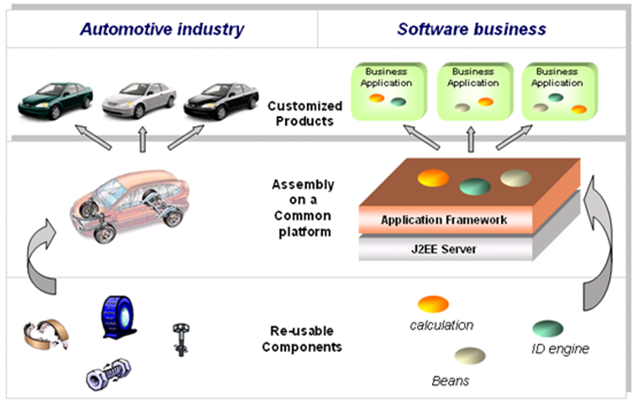 Automotive industry
Software business
Business
Application
Business
Application
Business
Application
Customized
Products
Assembly
on a
Common
platform
Application Framework
J2EE Server
Re-usable
Components
calculation
ID engine
Beans